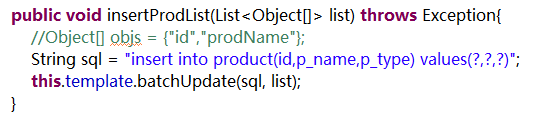 public void insertProdList(List<Object[]> list) throws Exception{
//Object[] objs = {"id","prodName"};
String sql = "insert into product(id,p_name,p_type) values(?,?,?)";
this.template.batchUpdate(sql, list);
}